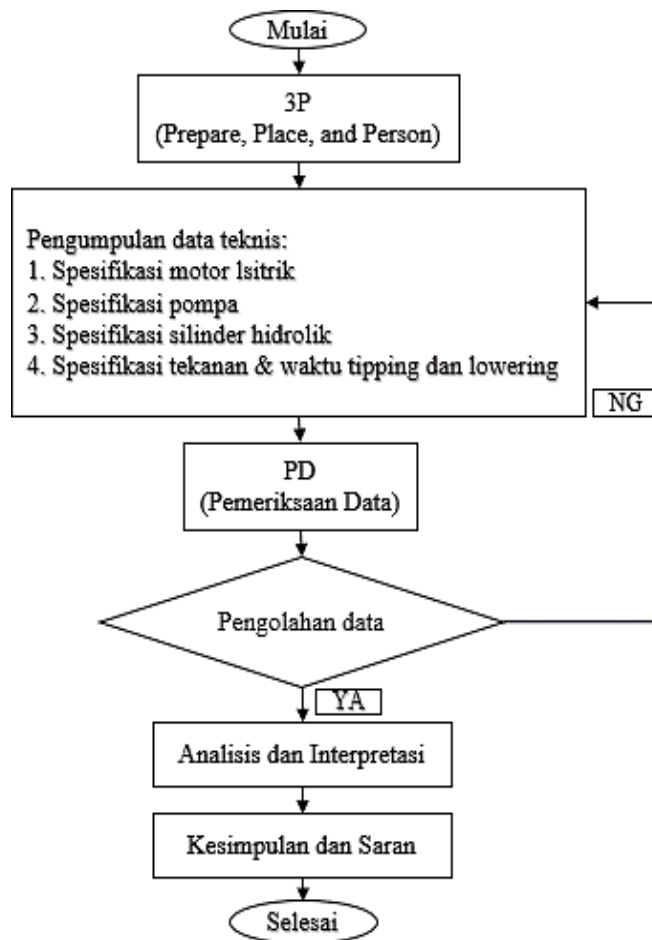 Mulai
3P
(Prepare, Place, and Person)
Pengumpulan data teknis:
1. Spesifikasi motor lsitrik
2. Spesifikasi pompa
3. Spesifikasi silinder hidrolik
4. Spesifikasi tekanan & waktu tipping dan lowering
NG
PD
(Pemeriksaan Data)
Pengolahan data
YA
Analisis dan Interpretasi
Kesimpulan dan Saran
Selesai